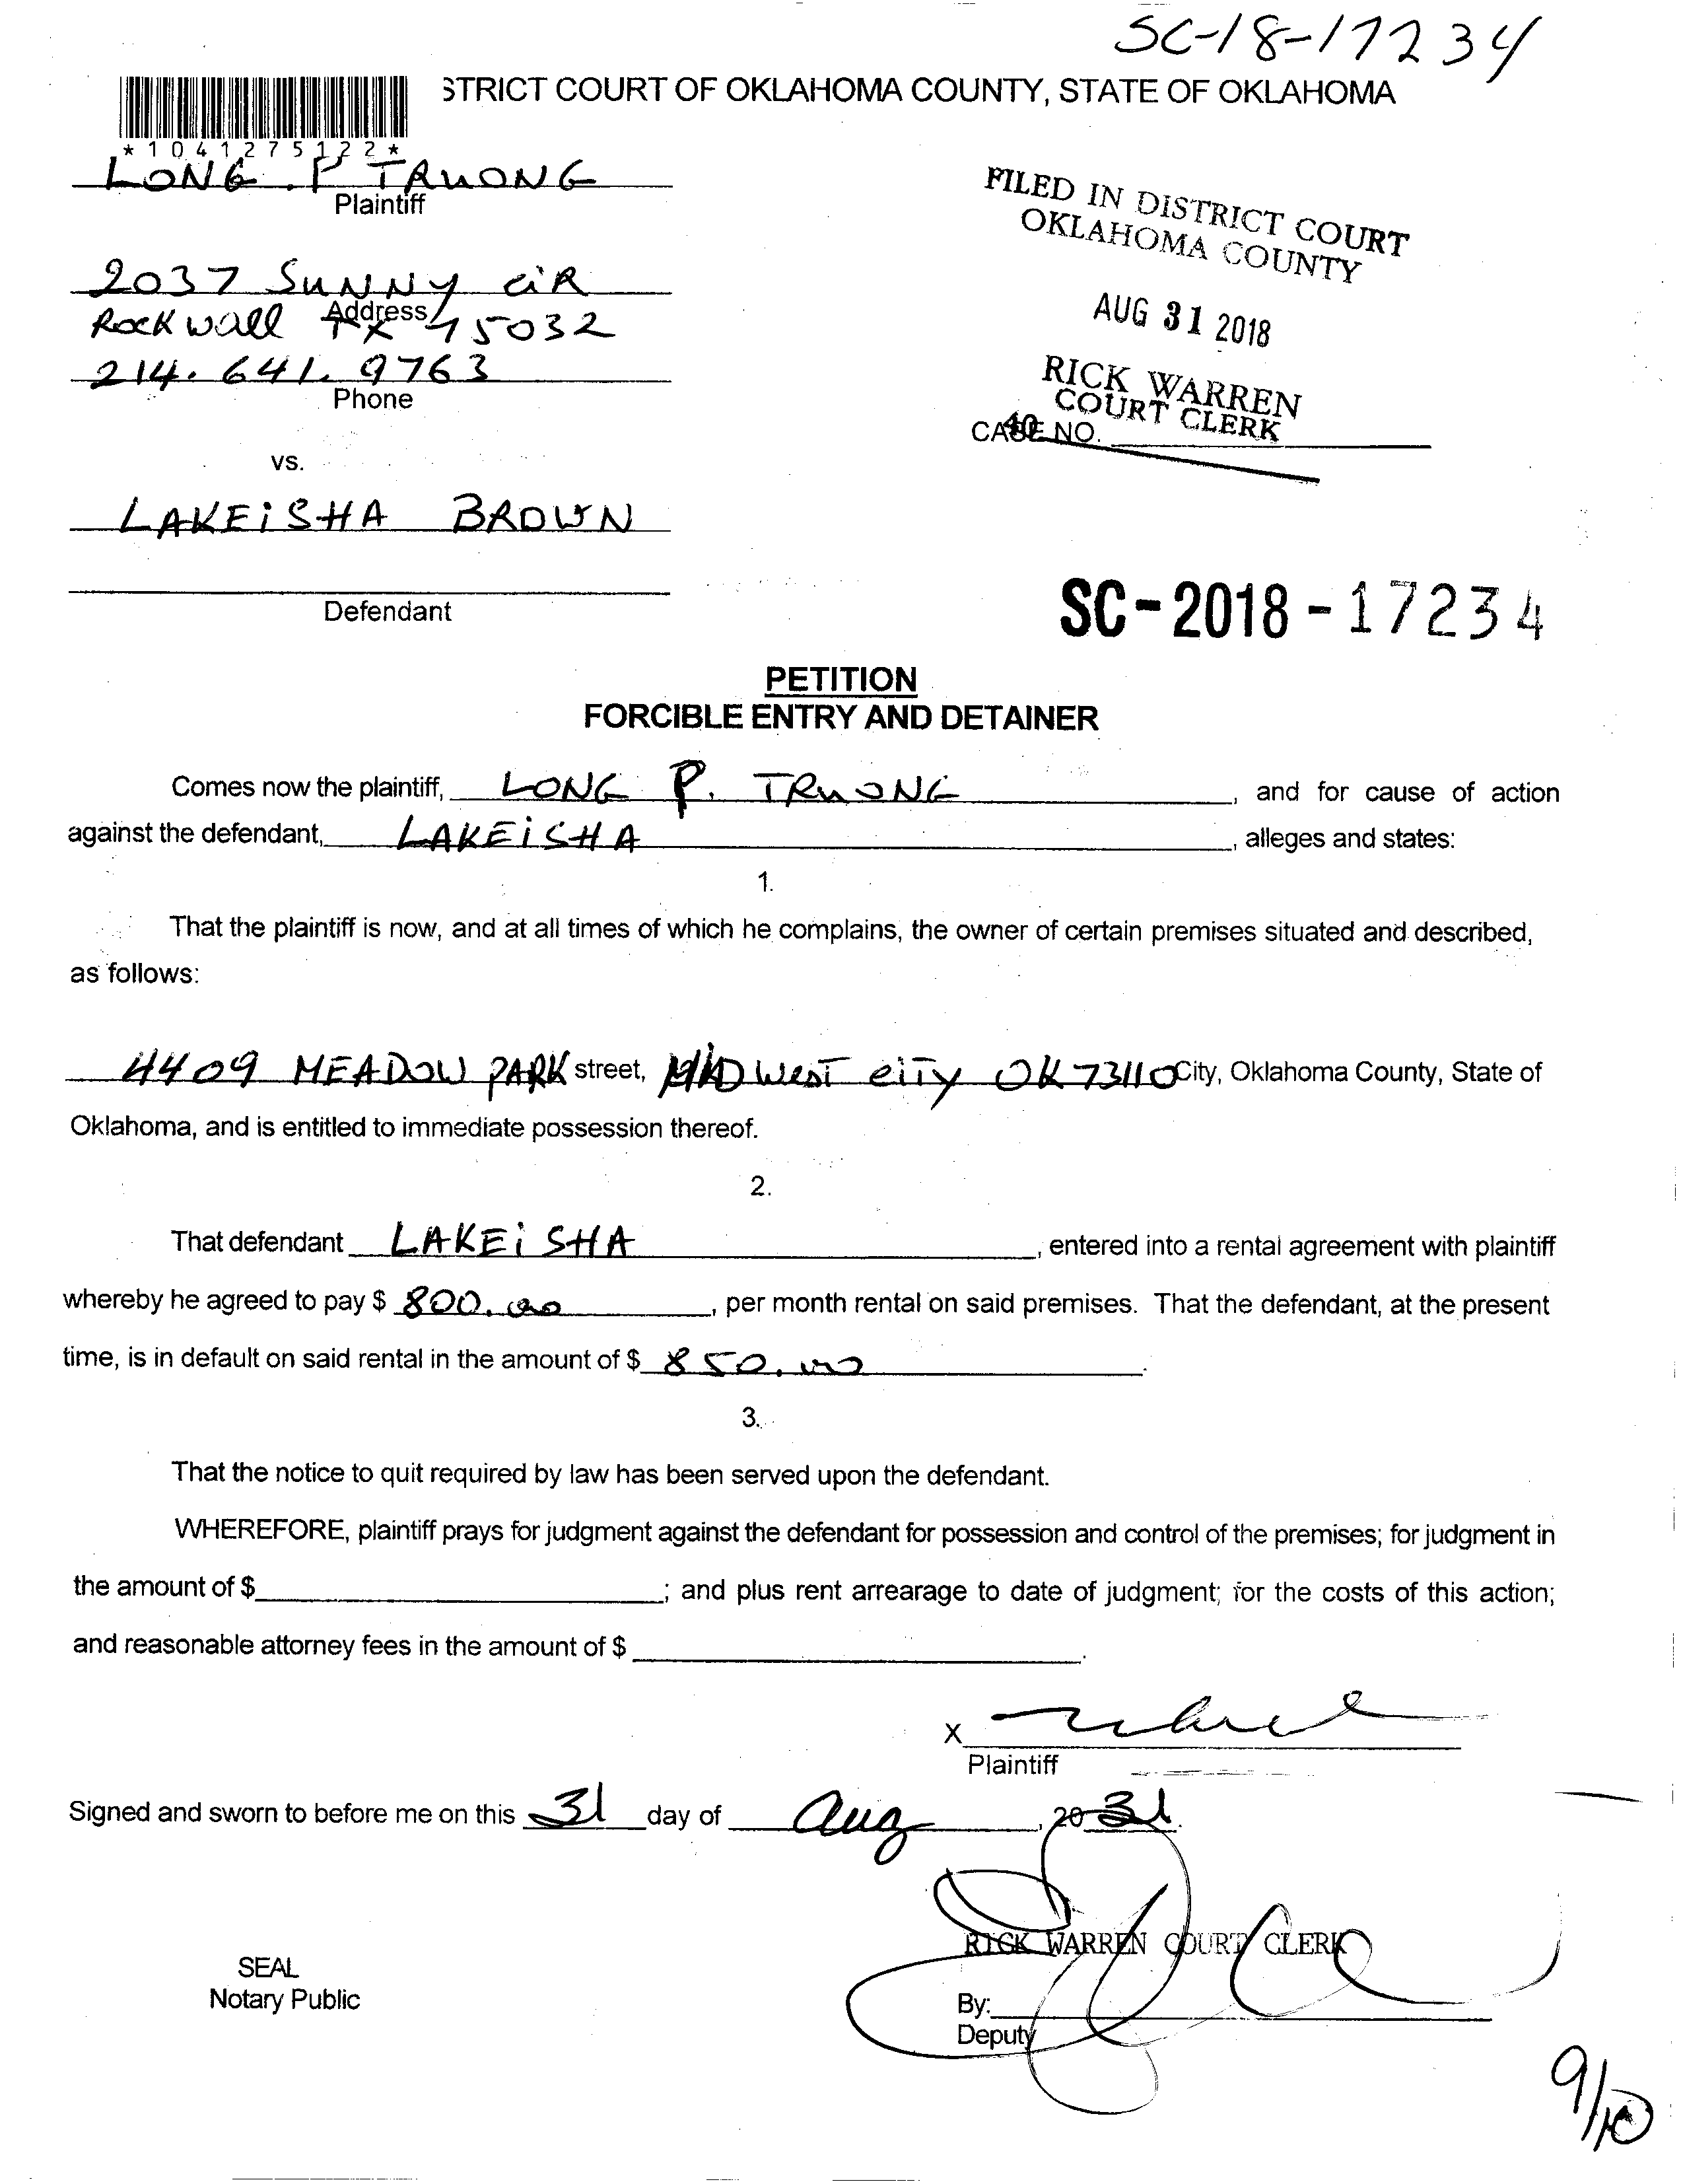 SC-18-17234
STRICT COURT OF OKLAHOMA COUNTY, STATE OF OKLAHOMA
*1041275122*
LONG P TRUONG
Plaintiff
FILED IN DISTRICT COURT
OKLAHOMA COUNTY
AUG 31 2018
RICK WARREN
COURT CLERK
40
2037 SUNNY CIR
Address
Rockwall TX 75032
214. 641. 9763
Phone
CASE NO.
vs.
LAKEiSHA BROWN
Defendant
SC-2018-17234
PETITION
FORCIBLE ENTRY AND DETAINER
Comes now the plaintiff, LONG P. TRUONG, and for cause of action
against the defendant, LAKEiSHA, alleges and states:
1.
That the plaintiff is now, and at all times of which he complains, the owner of certain premises situated and described,
as follows:
4409 MEADOW PARK street, MiDWEST CiTY OK 73110 City, Oklahoma County, State of
Oklahoma, and is entitled to immediate possession thereof.
2.
That defendant LAKEiSHA, entered into a rental agreement with plaintiff
whereby he agreed to pay $ 800.00, per month rental on said premises. That the defendant, at the present
time, is in default on said rental in the amount of $ 850.00.
3.
That the notice to quit required by law has been served upon the defendant.
WHEREFORE, plaintiff prays for judgment against the defendant for possession and control of the premises; for judgment in
the amount of $; and plus rent arrearage to date of judgment; for the costs of this action;
and reasonable attorney fees in the amount of $.
X
Plaintiff
Signed and sworn to before me on this 31 day of Aug, 20 31.
RICK WARREN COURT CLERK
SEAL
Notary Public
By:
Deputy
9/10